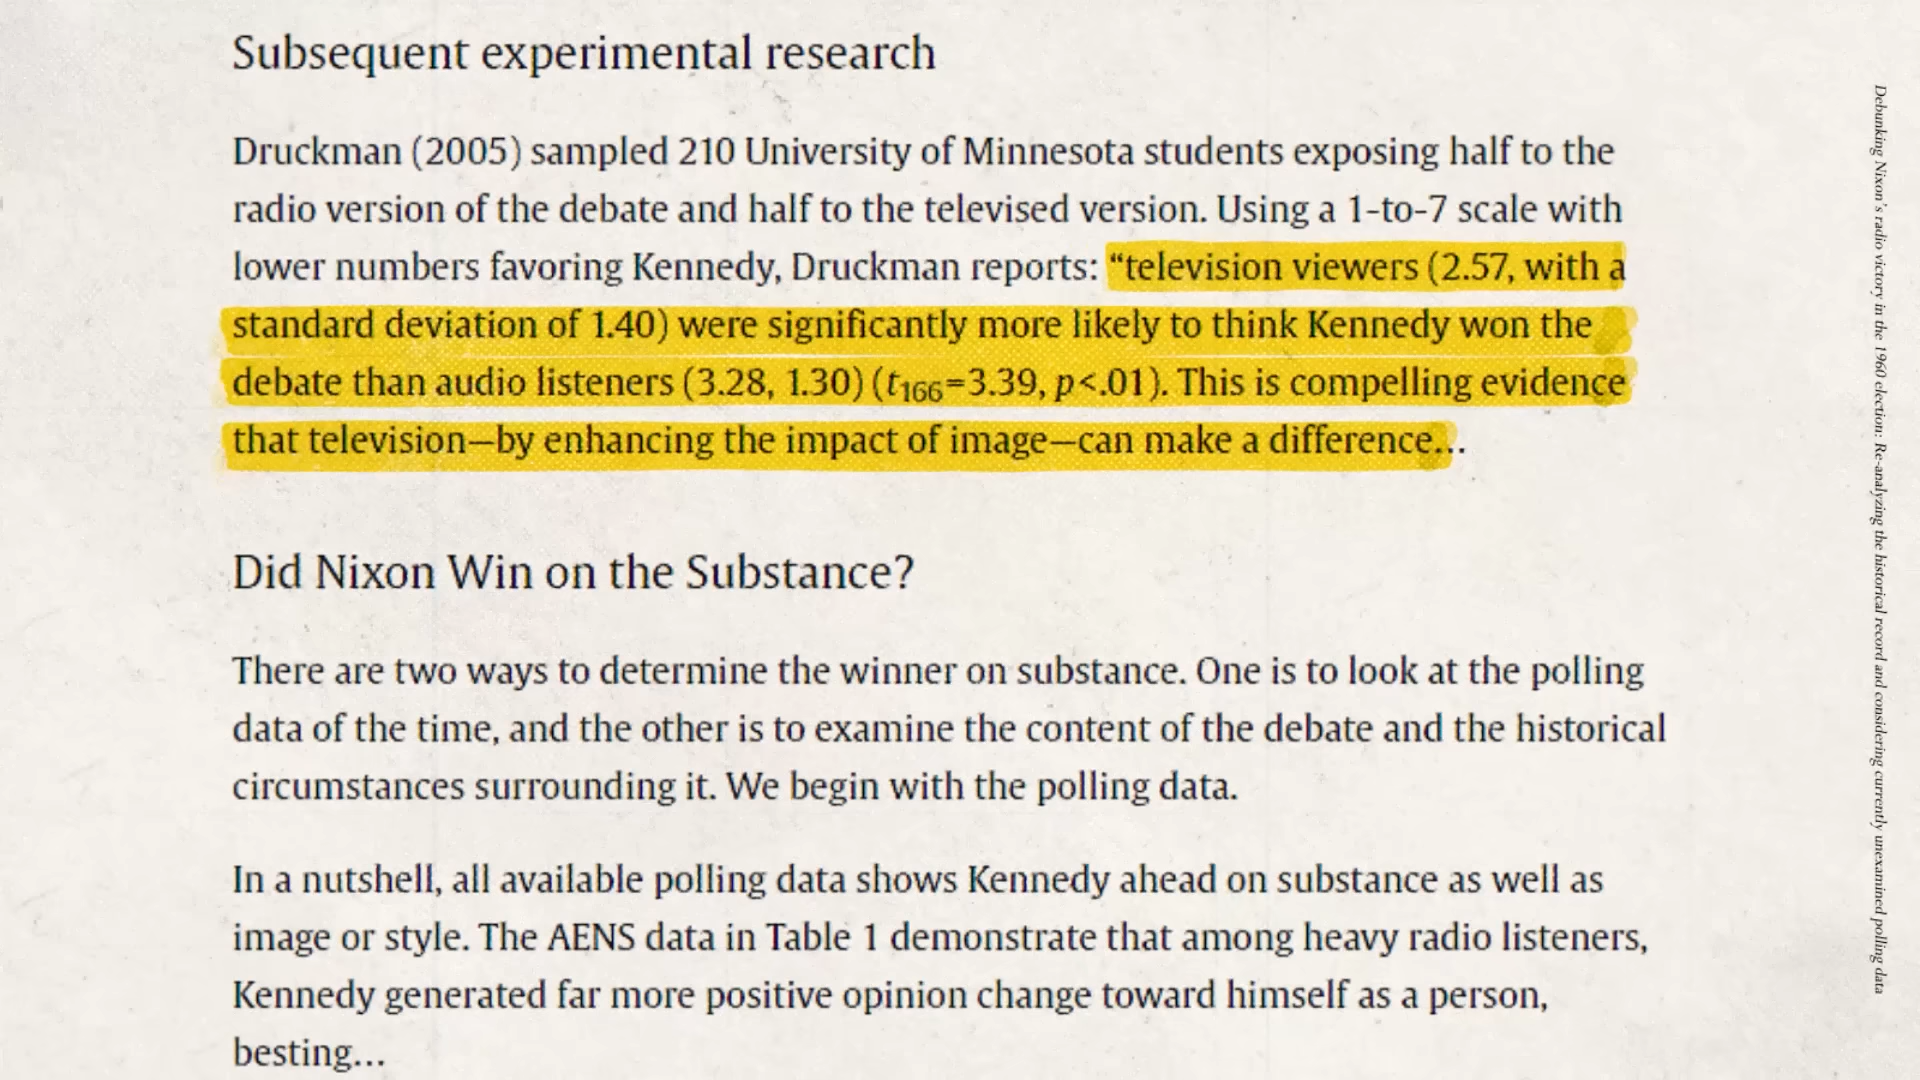 Subsequent experimental research
Druckman (2005) sampled 210 University of Minnesota students exposing half to the
radio version of the debate and half to the televised version. Using a 1-to-7 scale with
lower numbers favoring Kennedy, Druckman reports: “television viewers (2.57, with a
standard deviation of 1.40) were significantly more likely to think Kennedy won the
debate than audio listeners (3.28, 1.30) (t166=3.39, p<.01). This is compelling evidence
that television—by enhancing the impact of image—can make a difference...
Did Nixon Win on the Substance?
There are two ways to determine the winner on substance. One is to look at the polling
data of the time, and the other is to examine the content of the debate and the historical
circumstances surrounding it. We begin with the polling data.
In a nutshell, all available polling data shows Kennedy ahead on substance as well as
image or style. The AENS data in Table 1 demonstrate that among heavy radio listeners,
Kennedy generated far more positive opinion change toward himself as a person,
besting...
Debunking Nixon's radio victory in the 1960 election: Re-analyzing the historical record and considering currently unexamined polling data